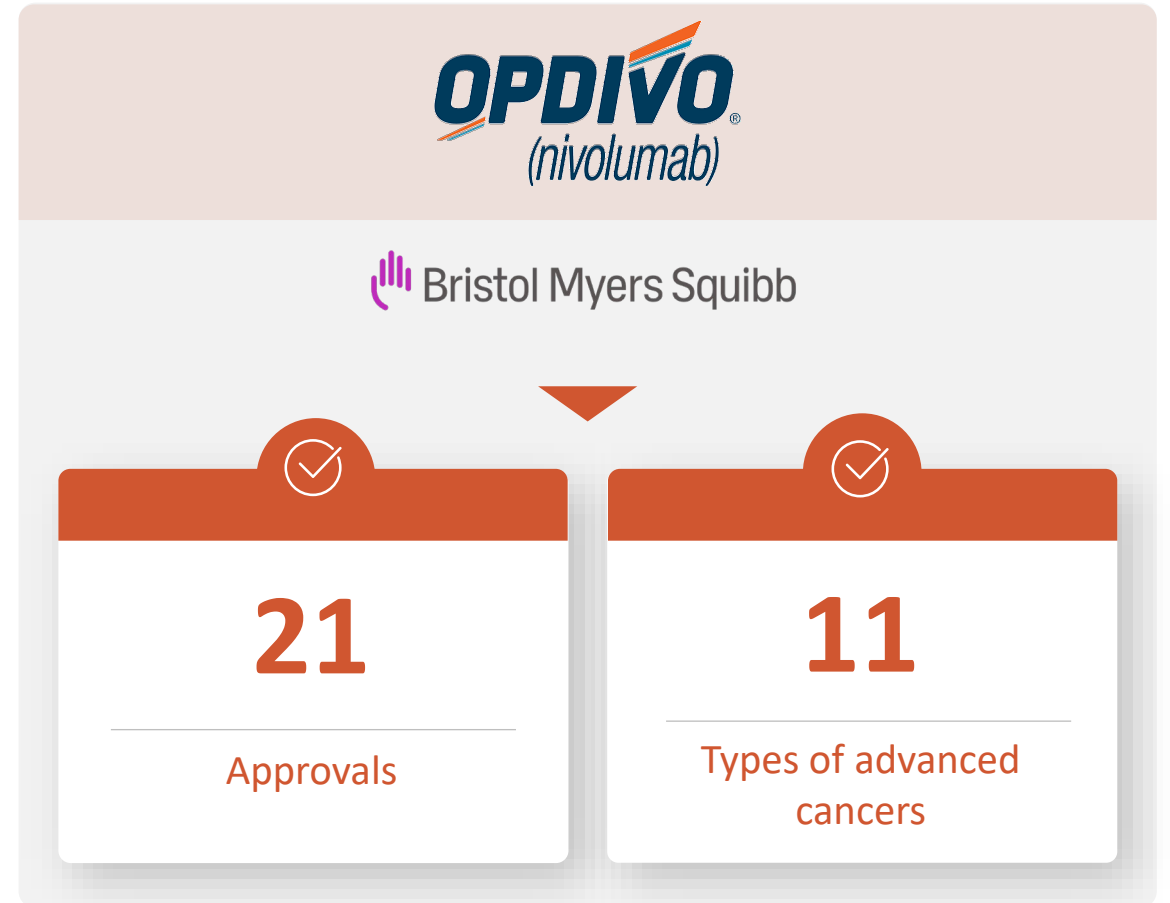 OPDIVO®
(nivolumab)
Bristol Myers Squibb
21
Approvals
11
Types of advanced
cancers